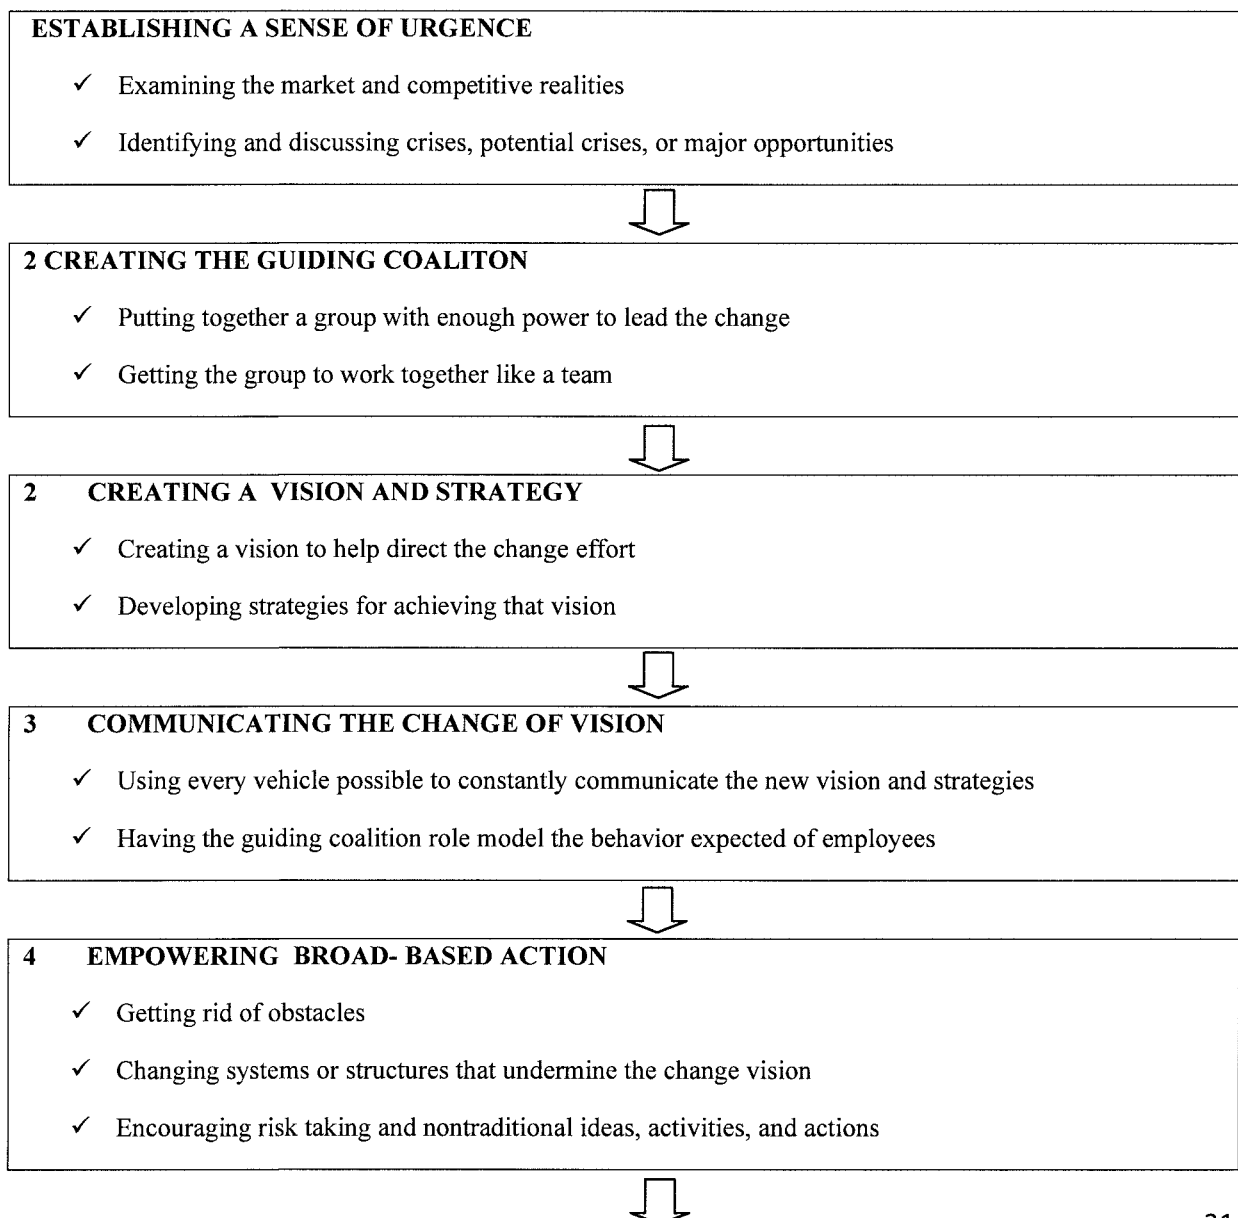 ESTABLISHING A SENSE OF URGENCE
✓ Examining the market and competitive realities
✓ Identifying and discussing crises, potential crises, or major opportunities
2 CREATING THE GUIDING COALITON
✓ Putting together a group with enough power to lead the change
✓ Getting the group to work together like a team
2 CREATING A VISION AND STRATEGY
✓ Creating a vision to help direct the change effort
✓ Developing strategies for achieving that vision
3 COMMUNICATING THE CHANGE OF VISION
✓ Using every vehicle possible to constantly communicate the new vision and strategies
✓ Having the guiding coalition role model the behavior expected of employees
4 EMPOWERING BROAD- BASED ACTION
✓ Getting rid of obstacles
✓ Changing systems or structures that undermine the change vision
✓ Encouraging risk taking and nontraditional ideas, activities, and actions